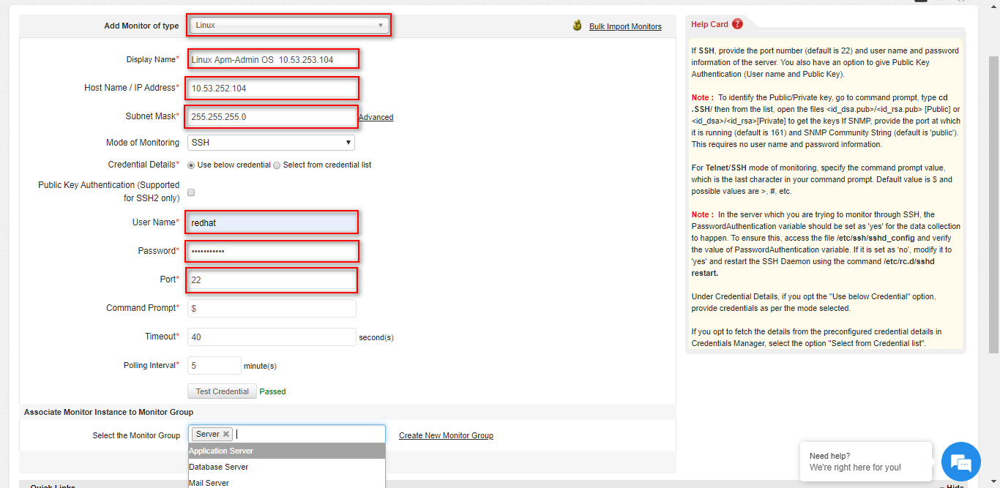 Add Monitor of type Linux
Bulk Import Monitors
Display Name* Linux Apm-Admin OS 10.53.253.104
Host Name / IP Address* 10.53.252.104
Subnet Mask* 255.255.255.0 Advanced
Mode of Monitoring SSH
Credential Details* Use below credential Select from credential list
Public Key Authentication (Supported
for SSH2 only)
User Name* redhat
Password* •••••••••••
Port* 22
Command Prompt* $
Timeout* 40 second(s)
Polling Interval* 5 minute(s)
Test Credential Passed
Associate Monitor Instance to Monitor Group
Select the Monitor Group Server Create New Monitor Group
Application Server
Database Server
Mail Server
Quick Links
Help Card ?
If SSH, provide the port number (default is 22) and user name and password
information of the server. You also have an option to give Public Key
Authentication (User name and Public Key).
Note : To identify the Public/Private key, go to command prompt, type cd
.SSH/ then from the list, open the files <id_dsa.pub>/<id_rsa.pub> [Public] or
<id_dsa>/<id_rsa>[Private] to get the keys If SNMP, provide the port at which
it is running (default is 161) and SNMP Community String (default is 'public').
This requires no user name and password information.
For Telnet/SSH mode of monitoring, specify the command prompt value,
which is the last character in your command prompt. Default value is $ and
possible values are >, #, etc.
Note : In the server which you are trying to monitor through SSH, the
PasswordAuthentication variable should be set as 'yes' for the data collection
to happen. To ensure this, access the file /etc/ssh/sshd_config and verify
the value of PasswordAuthentication variable. If it is set as 'no', modify it to
'yes' and restart the SSH Daemon using the command /etc/rc.d/sshd
restart.
Under Credential Details, if you opt the "Use below Credential" option,
provide credentials as per the mode selected.
If you opt to fetch the details from the preconfigured credential details in
Credentials Manager, select the option "Select from Credential list".
Need help?
We're right here for you!
Hide